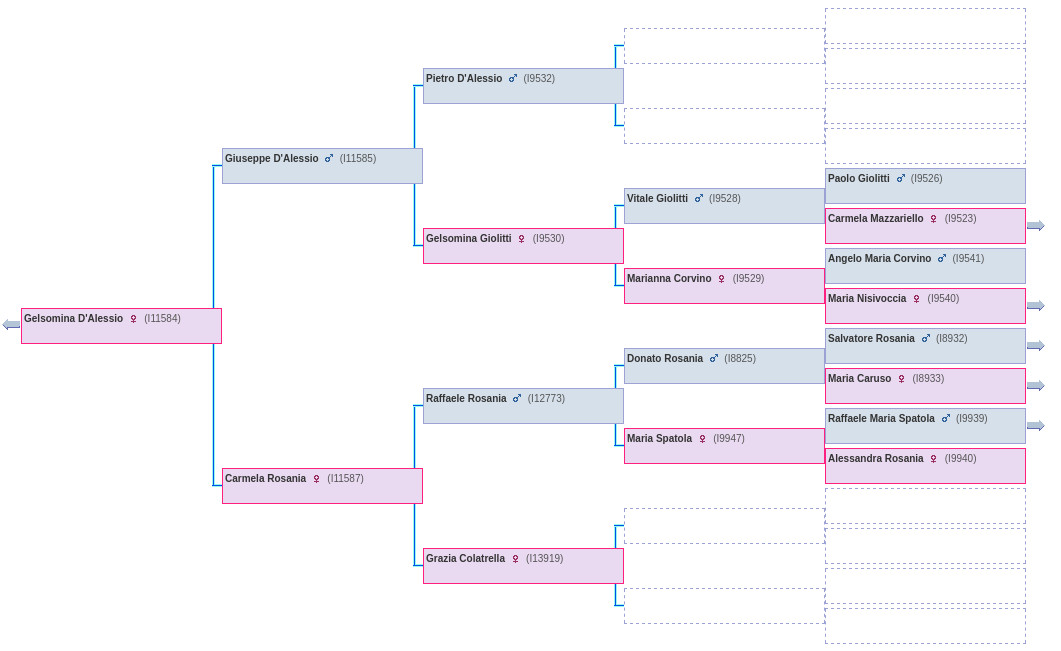 Pietro D'Alessio ♂ (I9532)
Giuseppe D'Alessio ♂ (I11585)
Paolo Giolitti ♂ (I9526)
Vitale Giolitti ♂ (I9528)
Carmela Mazzariello ♀ (I9523)
Gelsomina Giolitti ♀ (I9530)
Angelo Maria Corvino ♂ (I9541)
Marianna Corvino ♀ (I9529)
Maria Nisivoccia ♀ (I9540)
Gelsomina D'Alessio ♀ (I11584)
Salvatore Rosania ♂ (I8932)
Donato Rosania ♂ (I8825)
Maria Caruso ♀ (I8933)
Raffaele Rosania ♂ (I12773)
Raffaele Maria Spatola ♂ (I9939)
Maria Spatola ♀ (I9947)
Alessandra Rosania ♀ (I9940)
Carmela Rosania ♀ (I11587)
Grazia Colatrella ♀ (I13919)